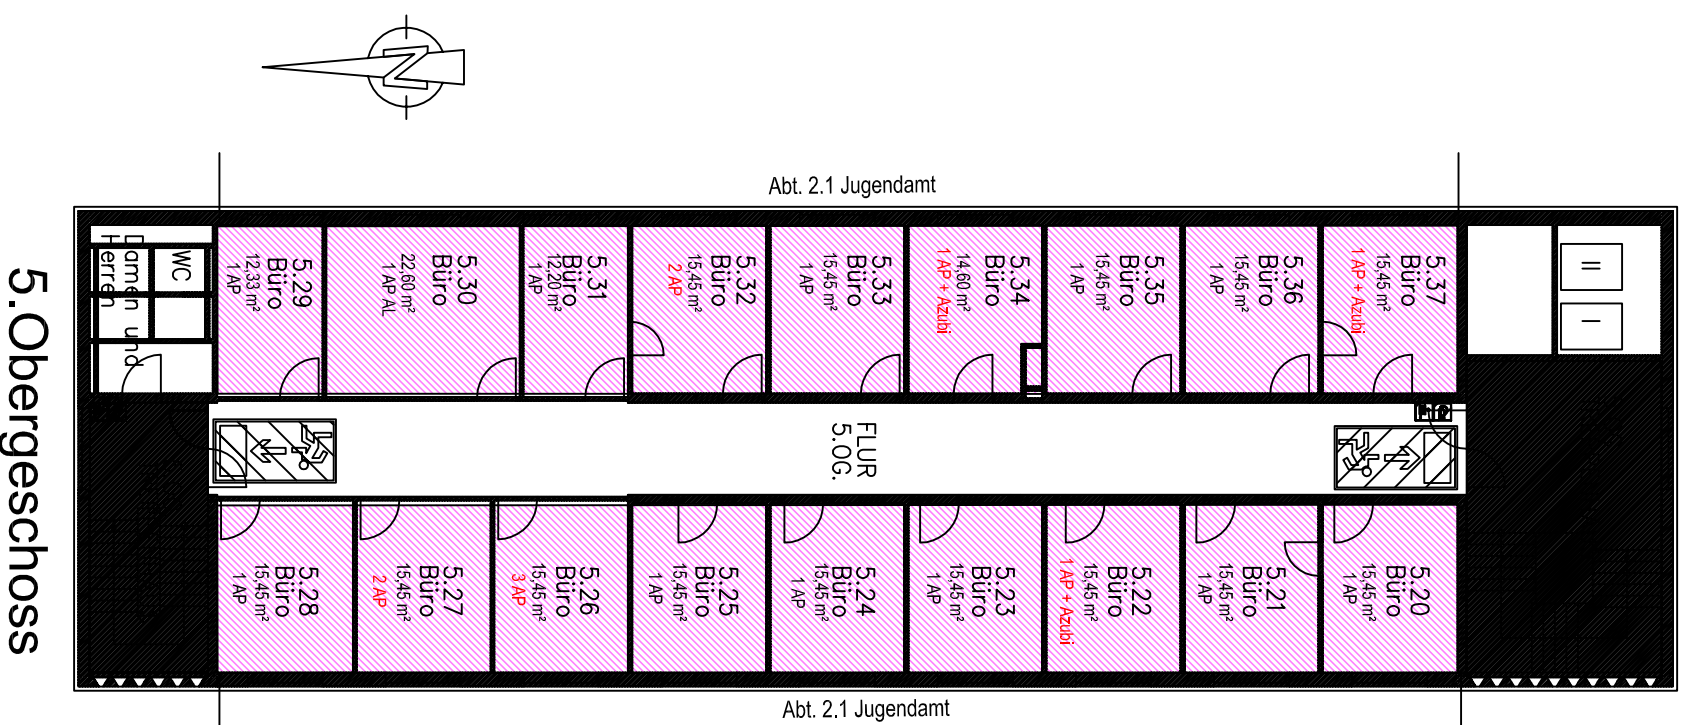 N
Abt. 2.1 Jugendamt
5.Obergeschoss
Damen und
Herren
WC
5.29
Büro
12,33 m²
1 AP
5.30
Büro
22,60 m²
1 AP AL
5.31
Büro
12,20 m²
1 AP
5.32
Büro
15,45 m²
2 AP
5.33
Büro
15,45 m²
1 AP
5.34
Büro
14,60 m²
1 AP + Azubi
5.35
Büro
15,45 m²
1 AP
5.36
Büro
15,45 m²
1 AP
5.37
Büro
15,45 m²
1 AP + Azubi
II
I
FLUR
5.OG.
5.28
Büro
15,45 m²
1 AP
5.27
Büro
15,45 m²
2 AP
5.26
Büro
15,45 m²
3 AP
5.25
Büro
15,45 m²
1 AP
5.24
Büro
15,45 m²
1 AP
5.23
Büro
15,45 m²
1 AP
5.22
Büro
15,45 m²
1 AP + Azubi
5.21
Büro
15,45 m²
1 AP
5.20
Büro
15,45 m²
1 AP
Abt. 2.1 Jugendamt